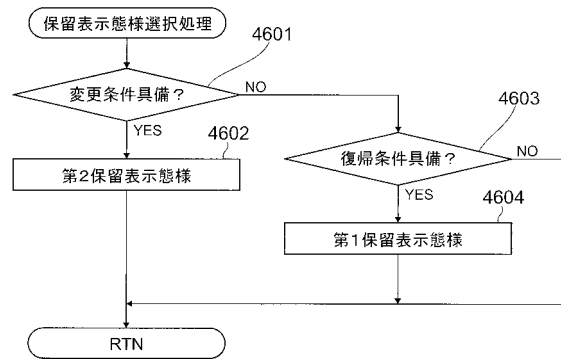 保留表示態様選択処理
4601
変更条件具備？
NO
YES
4603
復帰条件具備？
NO
YES
4602
第2保留表示態様
4604
第1保留表示態様
RTN